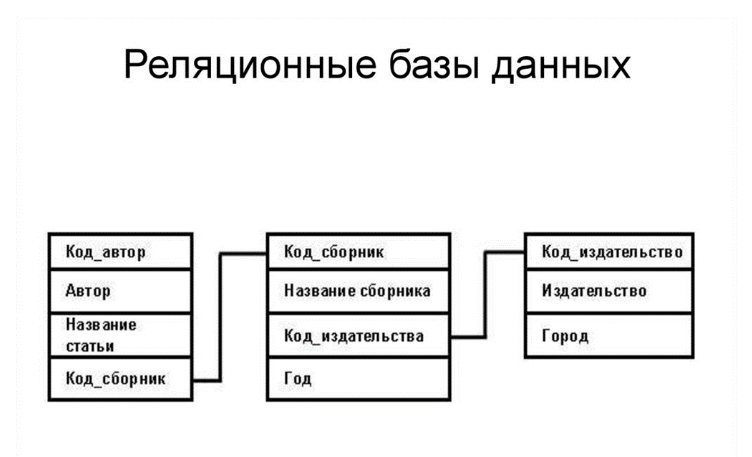 Реляционные базы данных
Код_автор
Автор
Название
статьи
Код_сборник
Код_сборник
Название сборника
Код_издательства
Год
Код_издательство
Издательство
Город